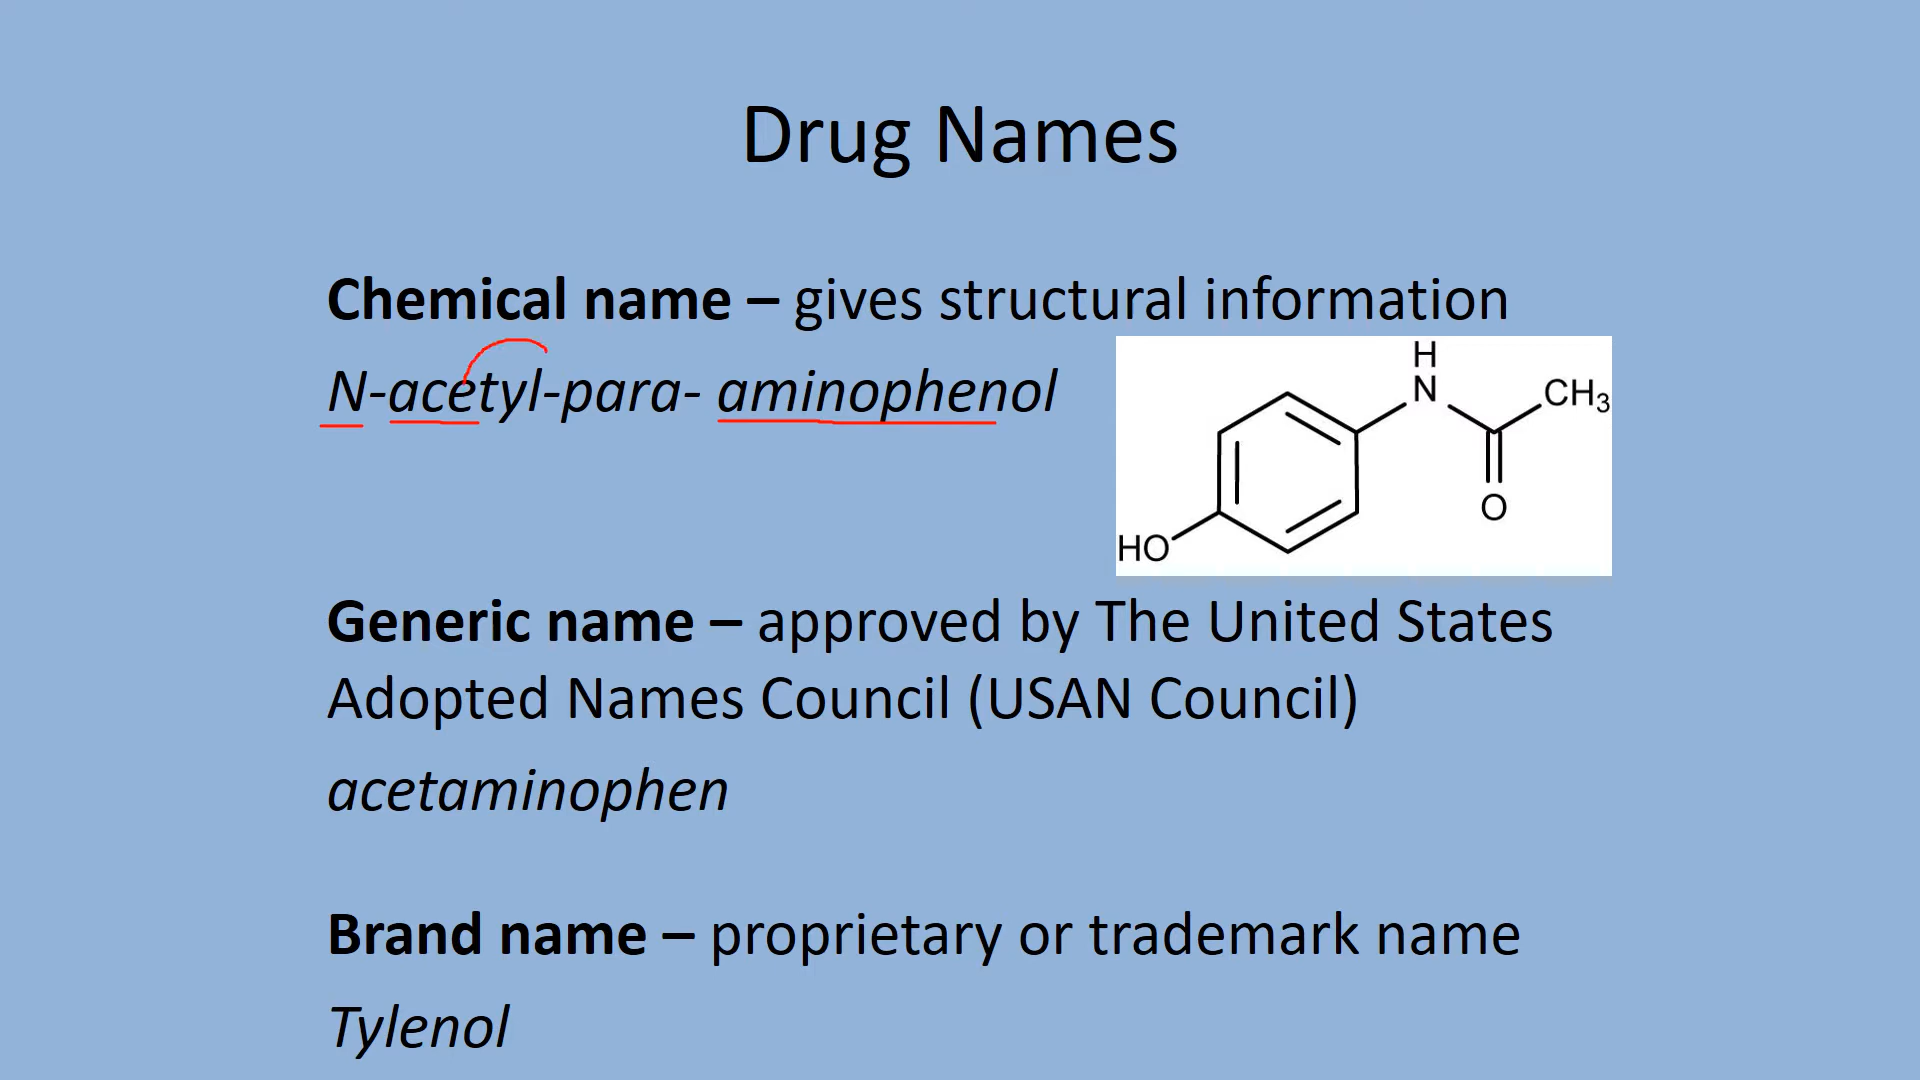 Drug Names
Chemical name – gives structural information
N-acetyl-para- aminophenol
H
N
CH₃
O
HO
Generic name – approved by The United States
Adopted Names Council (USAN Council)
acetaminophen
Brand name – proprietary or trademark name
Tylenol